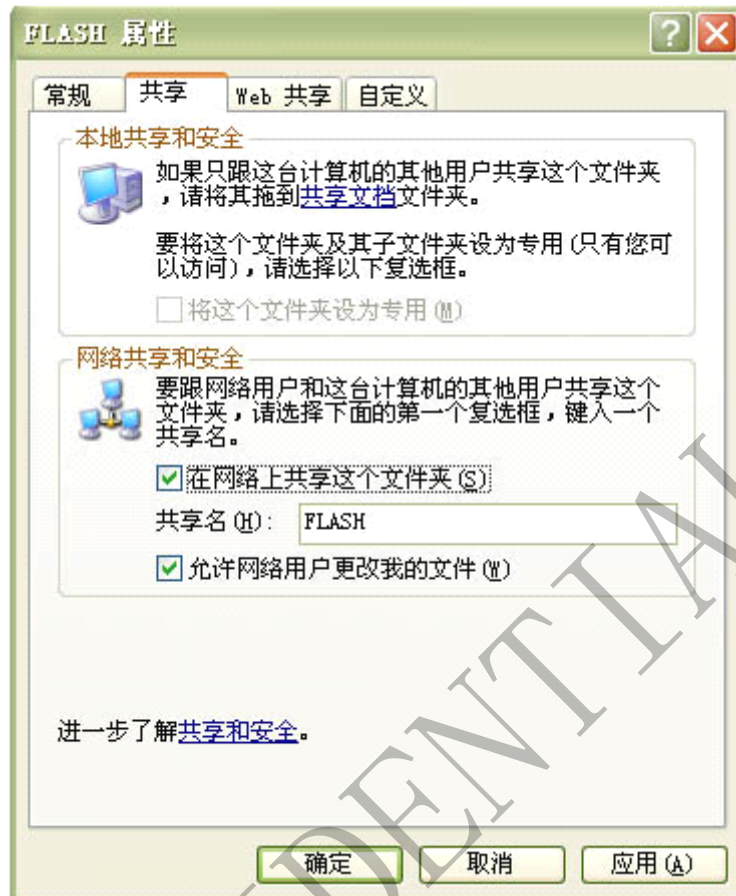 FLASH 属性
常规 共享 Web 共享 自定义
本地共享和安全
如果只跟这台计算机的其他用户共享这个文件夹
，请将其拖到共享文档文件夹。
要将这个文件夹及其子文件夹设为专用(只有您可
以访问)，请选择以下复选框。
将这个文件夹设为专用(M)
网络共享和安全
要跟网络用户和这台计算机的其他用户共享这个
文件夹，请选择下面的第一个复选框，键入一个
共享名。
在网络上共享这个文件夹(S)
共享名(H): FLASH
允许网络用户更改我的文件(W)
进一步了解共享和安全。
确定 取消 应用(A)
DENTIAL